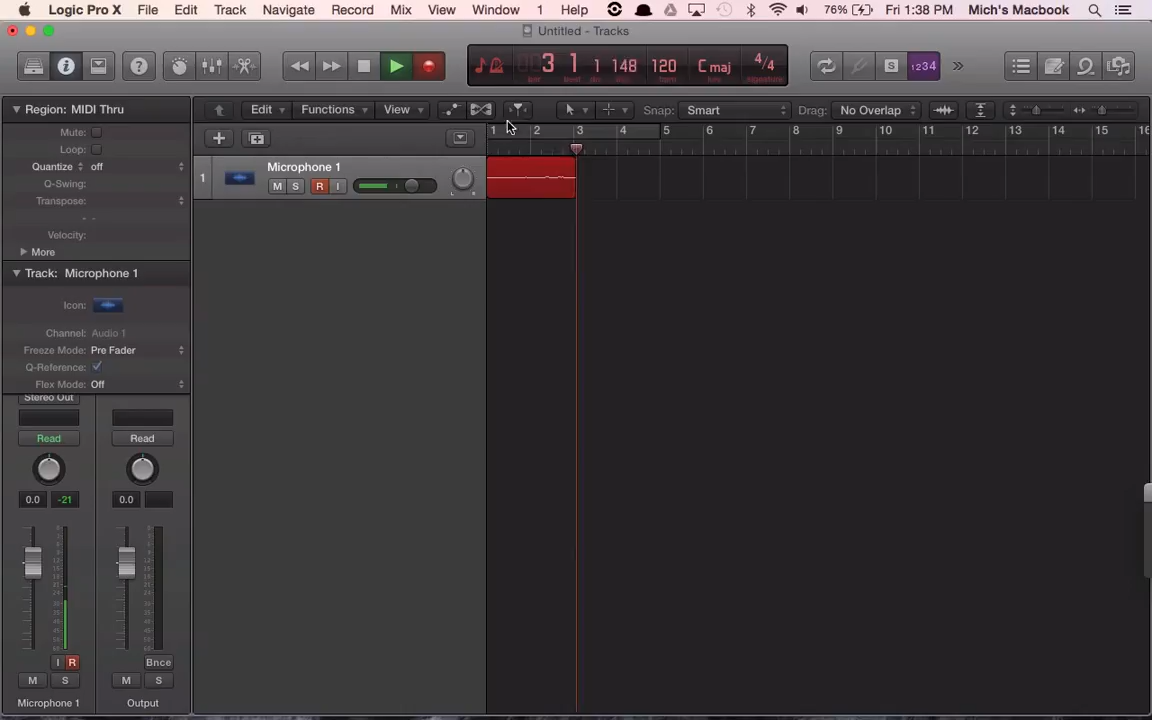 Logic Pro X File Edit Track Navigate Record Mix View Window 1 Help 76% Fri 1:38 PM Mich's Macbook
Untitled - Tracks
3 1 1 148 120 C maj 4/4
bar beat tempo key signature
S 1234
Region: MIDI Thru
Edit Functions View Snap: Smart Drag: No Overlap
Mute:
Loop:
Quantize off
Q-Swing:
Transpose:
- -
Velocity:
More
1 2 3 4 5 6 7 8 9 10 11 12 13 14 15 16
1 Microphone 1
M S R I
L R
Track: Microphone 1
Icon:
Channel: Audio 1
Freeze Mode: Pre Fader
Q-Reference:
Flex Mode: Off
Stereo Out
Read Read
0.0 -21 0.0
I R Bnce
M S M S
Microphone 1 Output